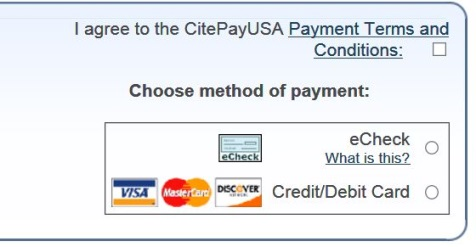 I agree to the CitePayUSA Payment Terms and
Conditions:
Choose method of payment:
eCheck
eCheck
What is this?
VISA MasterCard DISCOVER Credit/Debit Card